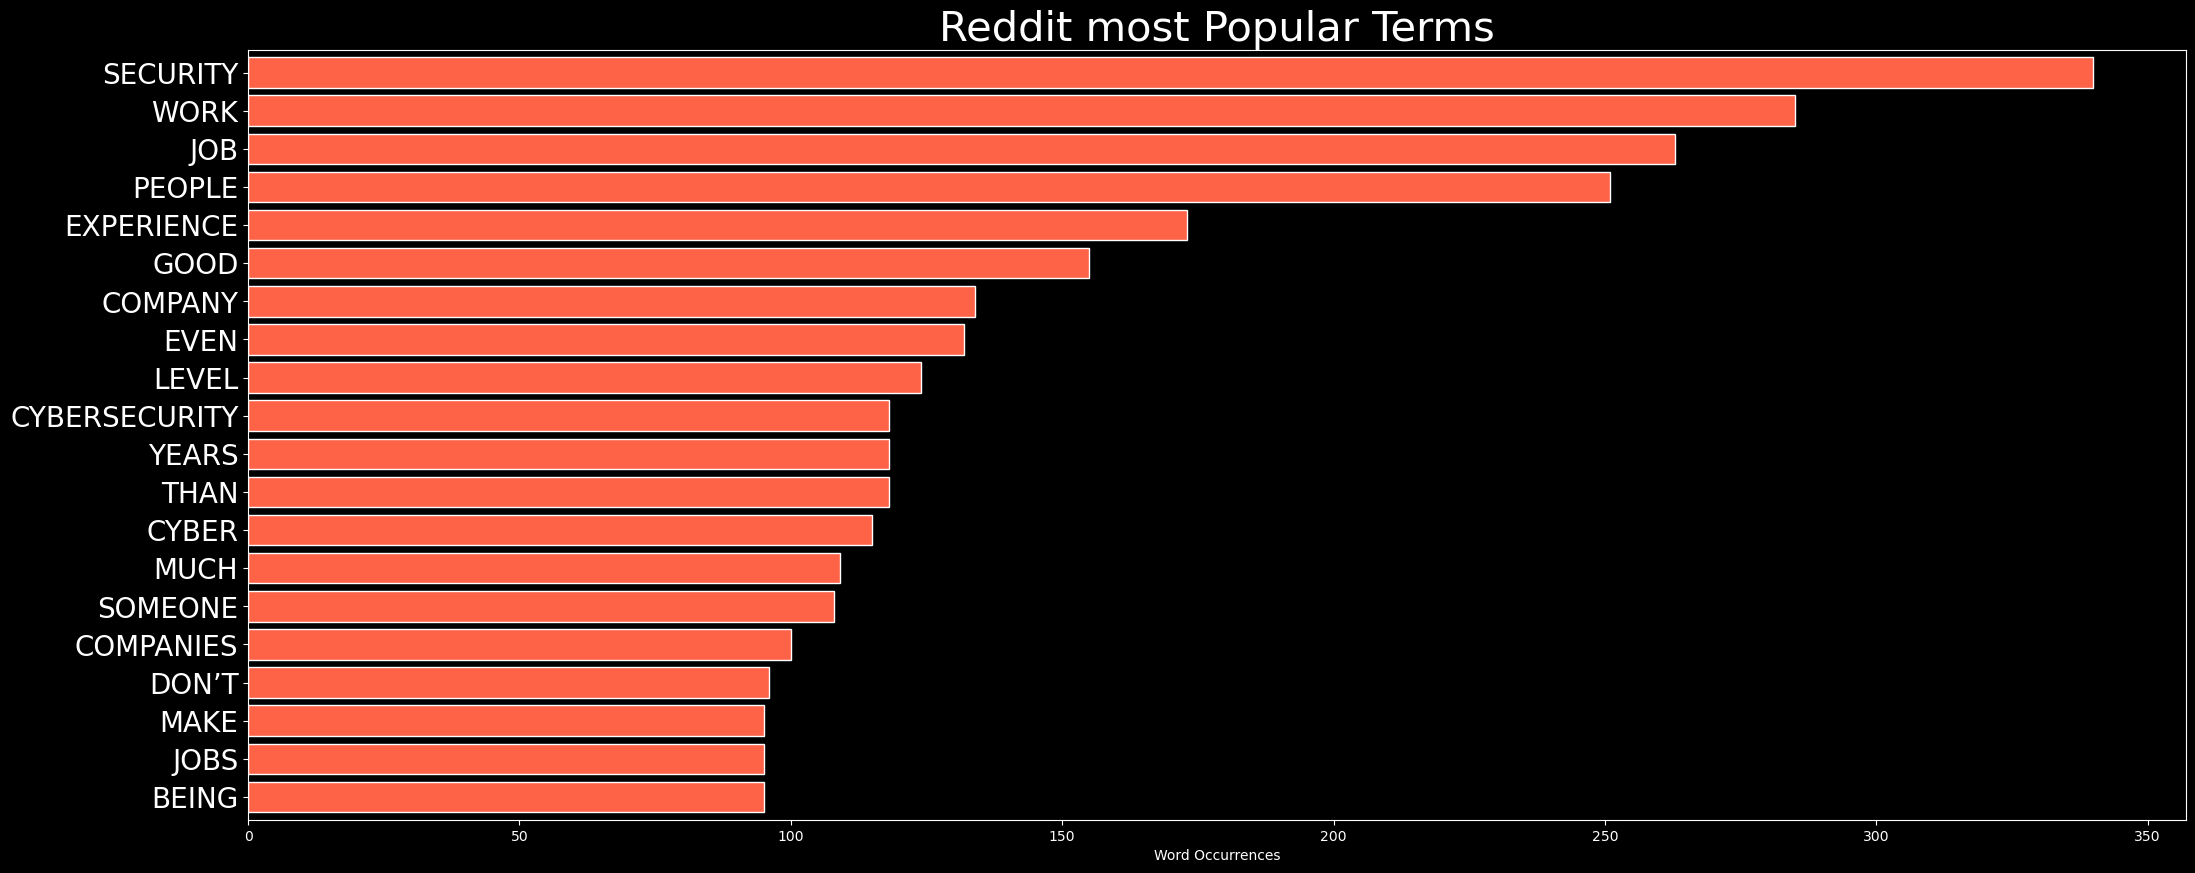 Reddit most Popular Terms
SECURITY
WORK
JOB
PEOPLE
EXPERIENCE
GOOD
COMPANY
EVEN
LEVEL
CYBERSECURITY
YEARS
THAN
CYBER
MUCH
SOMEONE
COMPANIES
DON’T
MAKE
JOBS
BEING
0 50 100 150 200 250 300 350
Word Occurrences